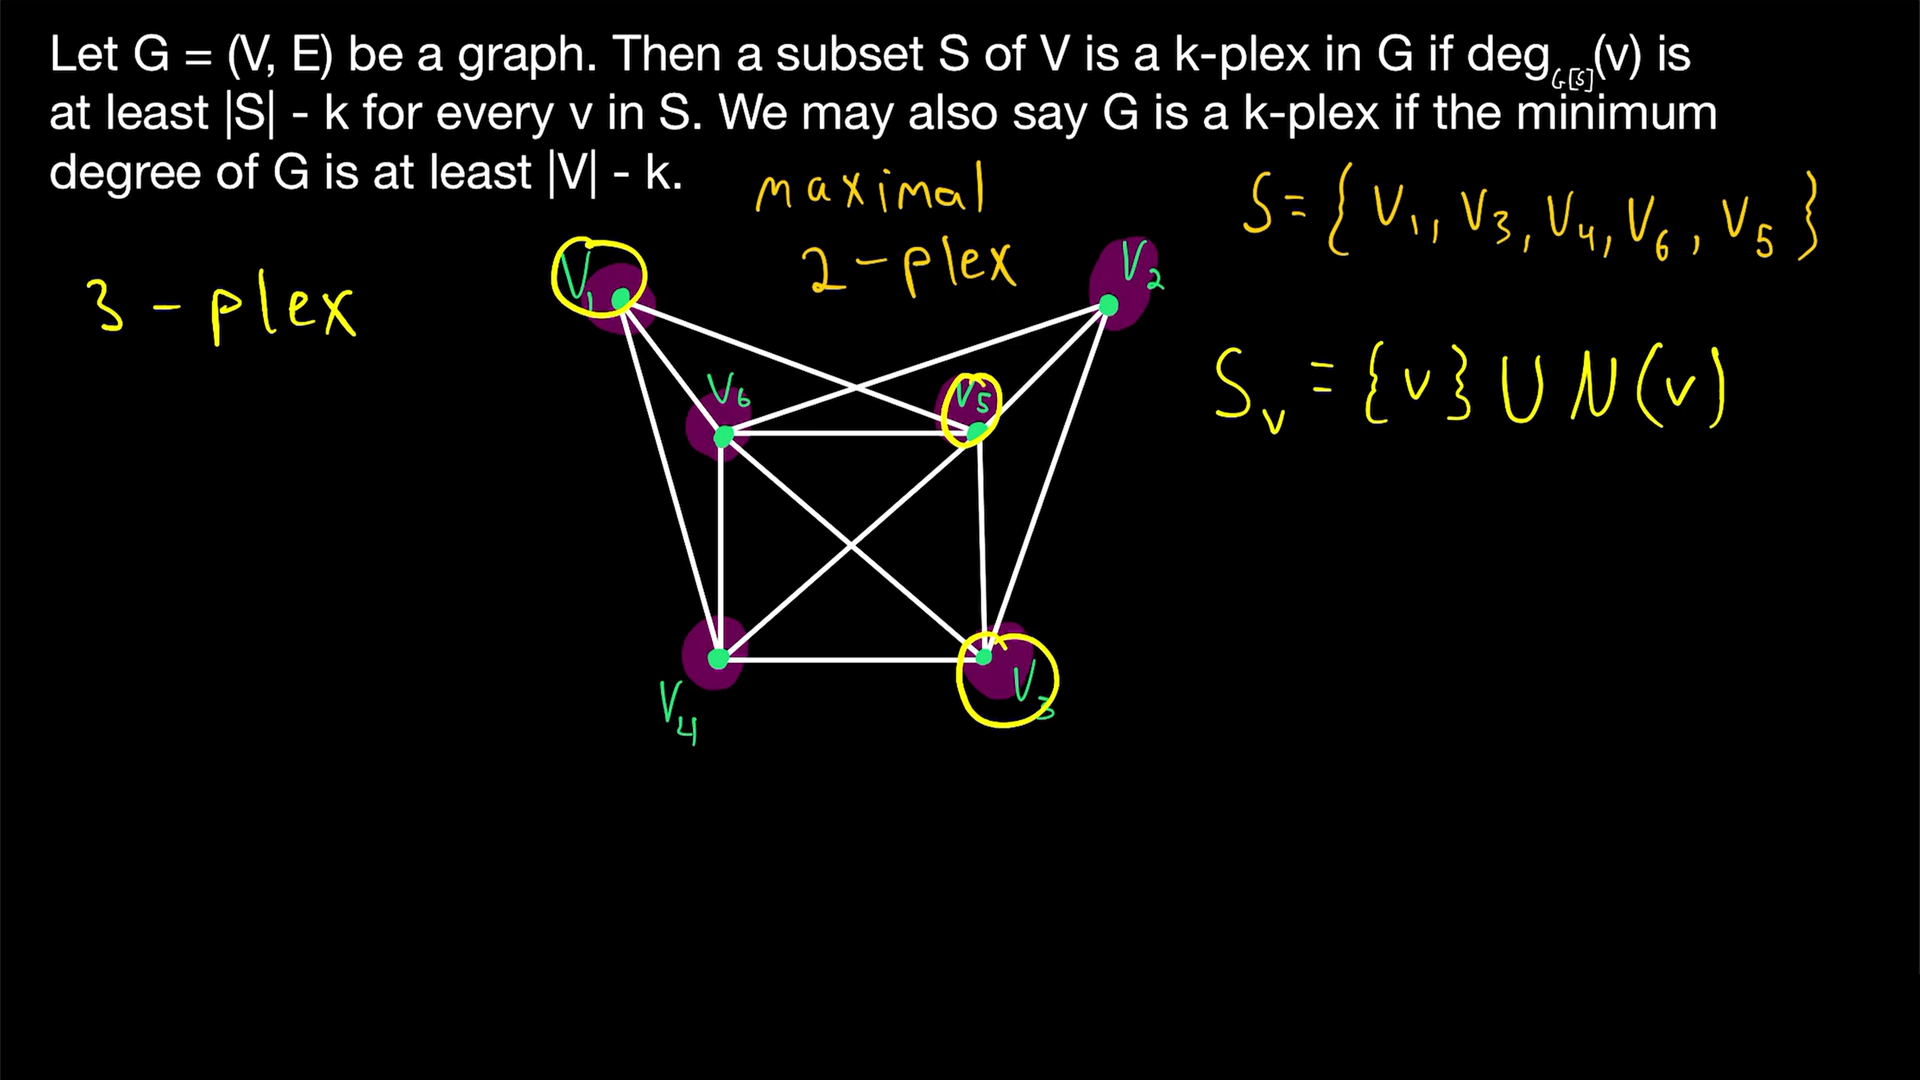 Let G = (V, E) be a graph. Then a subset S of V is a k-plex in G if deg_G[S](v) is
at least |S| - k for every v in S. We may also say G is a k-plex if the minimum
degree of G is at least |V| - k.
maximal
2-plex
S = { V1, V3, V4, V6, V5 }
3-plex
V1
V2
Sv = {v} ∪ N(v)
V6
V5
V4
V3